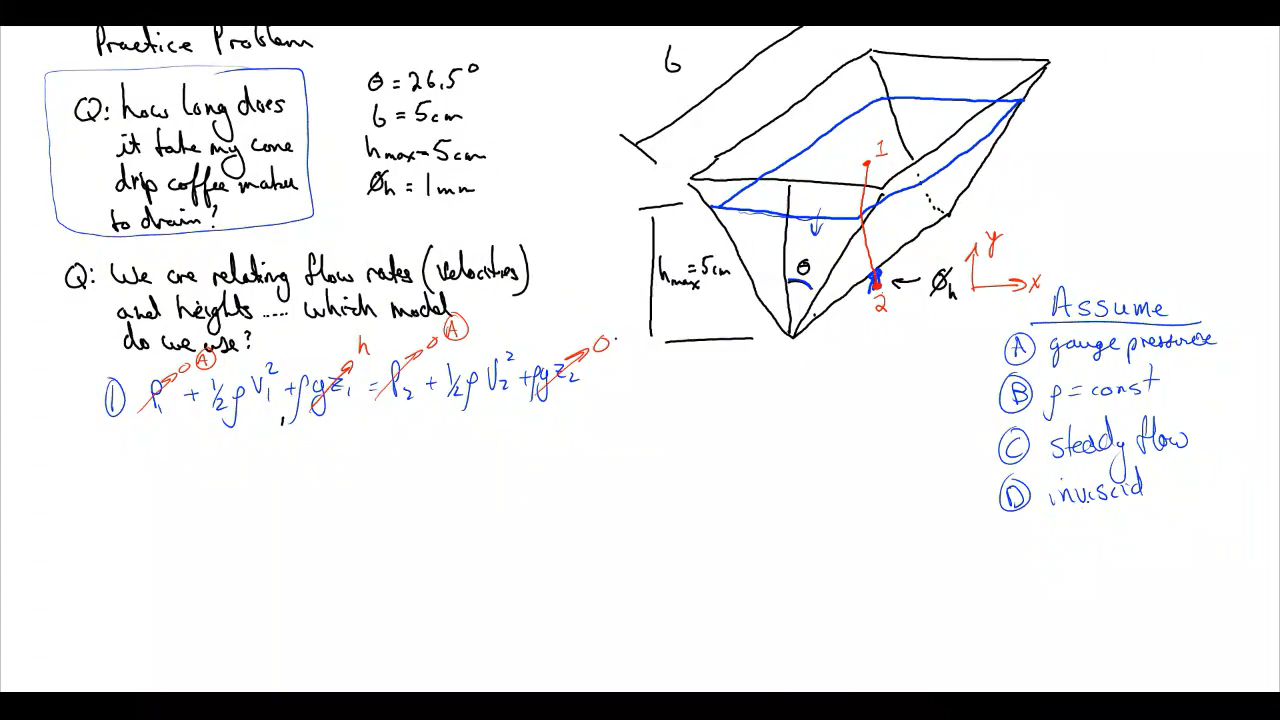 Practice Problem
Q: how long does
it take my cone
drip coffee maker
to drain?
θ = 26.5°
b = 5cm
hmax = 5cm
Øh = 1mm
Q: We are relating flow rates (velocities)
and heights .... which model
do we use?
① P₁ → 0 Ⓐ + ½ρV₁² + ρgz₁ → h = P₂ → 0 Ⓐ + ½ρV₂² + ρgz₂ → 0
b
1
θ
hmax = 5cm
2
← Øh
y
x
Assume
Ⓐ gauge pressure
Ⓑ ρ = const
Ⓒ steady flow
Ⓓ inviscid